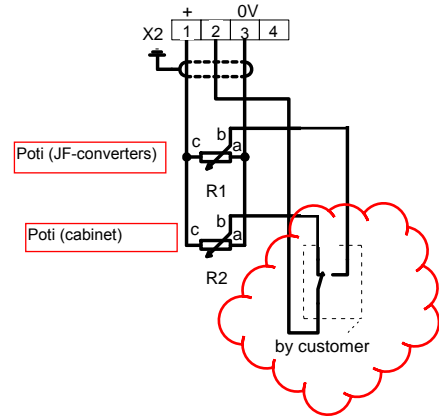 + 0V
X2 1 2 3 4
c b a
Poti (JF-converters)
R1
b
Poti (cabinet) c a
R2
by customer